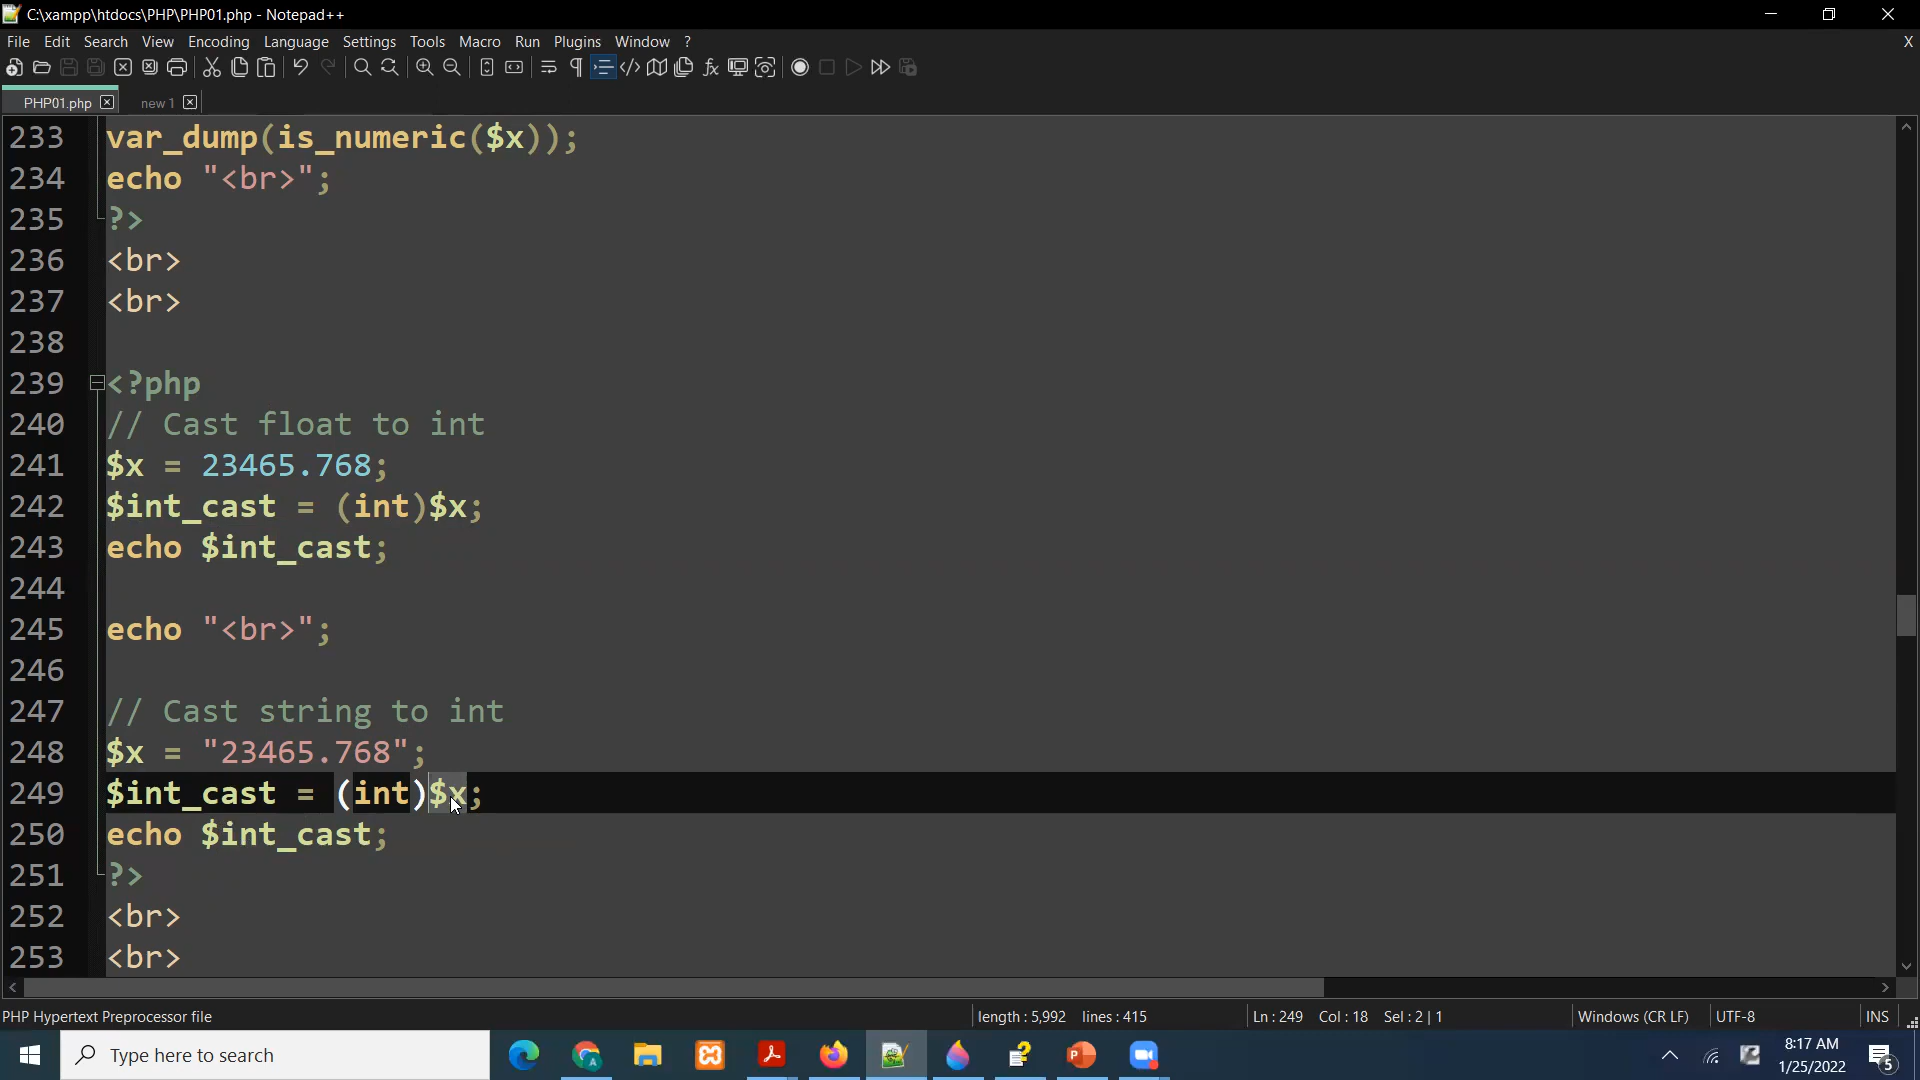 C:\xampp\htdocs\PHP\PHP01.php - Notepad++
File Edit Search View Encoding Language Settings Tools Macro Run Plugins Window ? X
PHP01.php new 1
233 var_dump(is_numeric($x));
234 echo "<br>";
235 ?>
236 <br>
237 <br>
238
239 <?php
240 // Cast float to int
241 $x = 23465.768;
242 $int_cast = (int)$x;
243 echo $int_cast;
244
245 echo "<br>";
246
247 // Cast string to int
248 $x = "23465.768";
249 $int_cast = (int)$x;
250 echo $int_cast;
251 ?>
252 <br>
253 <br>
PHP Hypertext Preprocessor file length : 5,992 lines : 415 Ln : 249 Col : 18 Sel : 2 | 1 Windows (CR LF) UTF-8 INS
Type here to search
8:17 AM
1/25/2022
5